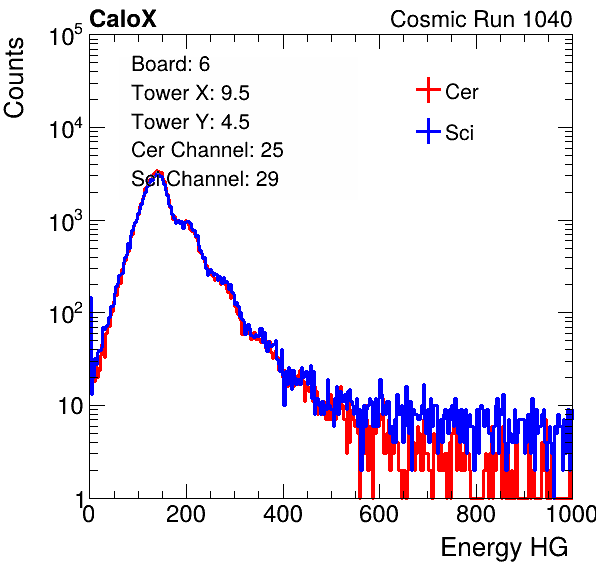 CaloX Cosmic Run 1040
Counts
10^5
10^4
10^3
10^2
10
1
Board: 6
Tower X: 9.5
Tower Y: 4.5
Cer Channel: 25
Sci Channel: 29
Cer
Sci
0 200 400 600 800 1000
Energy HG